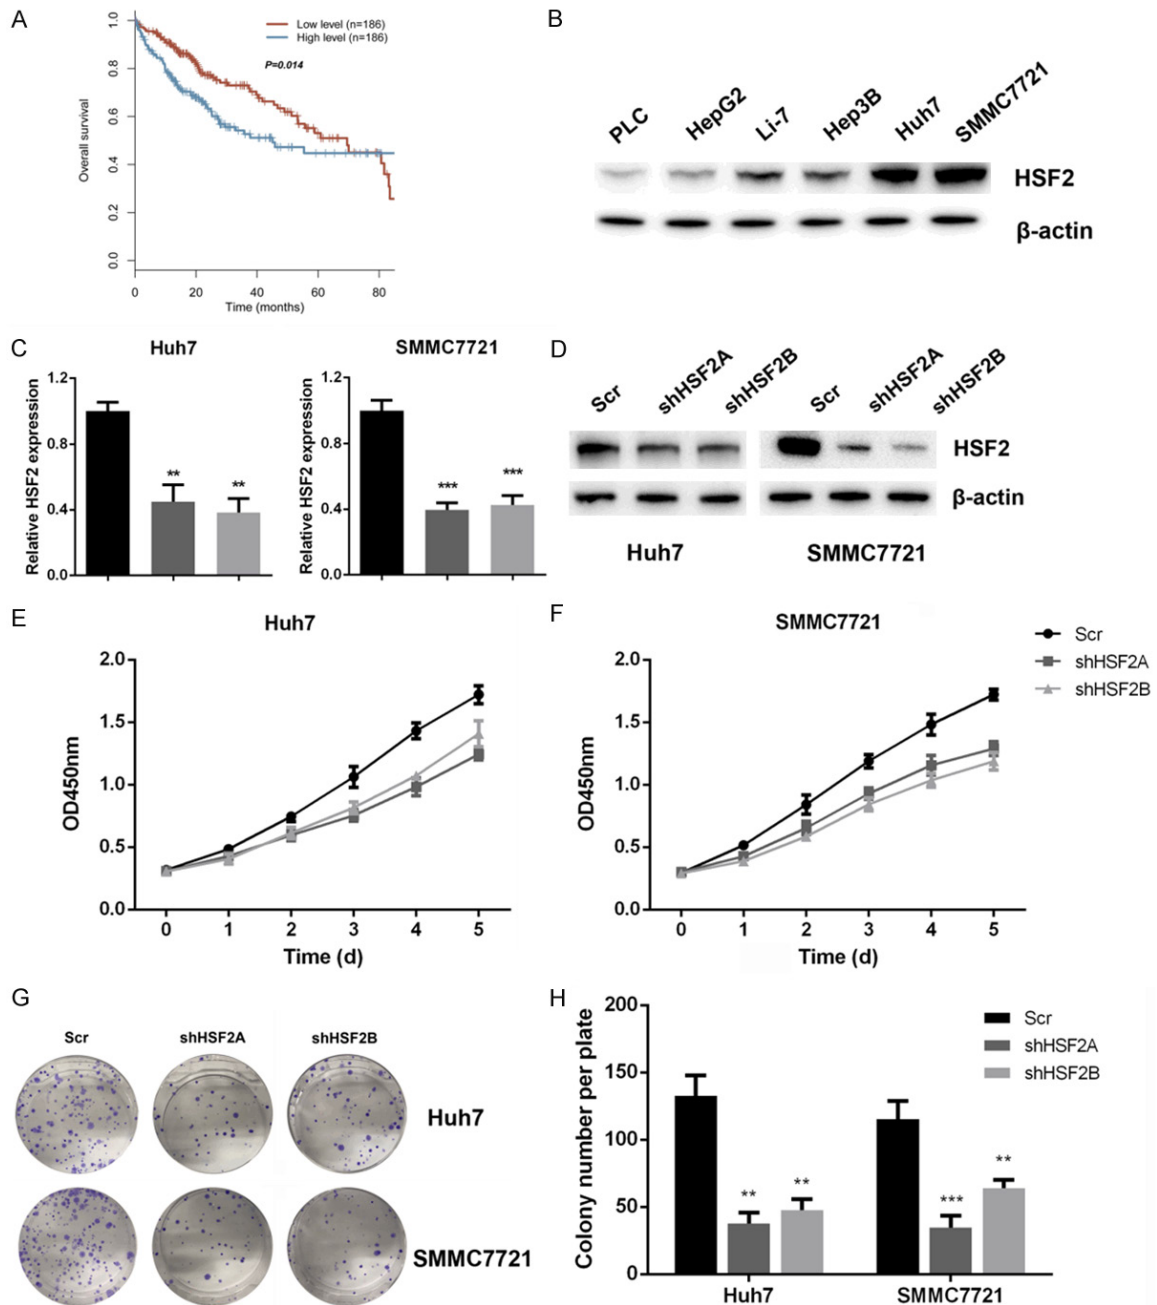 A
1.0
0.8
0.6
0.4
0.2
0.0
Overall survival
Low level (n=186)
High level (n=186)
P=0.014
0 20 40 60 80
Time (months)
B
PLC HepG2 Li-7 Hep3B Huh7 SMMC7721
HSF2
β-actin
C
Huh7
Relative HSF2 expression
1.2
0.8
0.4
0.0
** **
SMMC7721
Relative HSF2 expression
1.2
0.8
0.4
0.0
*** ***
D
Scr shHSF2A shHSF2B Scr shHSF2A shHSF2B
HSF2
β-actin
Huh7 SMMC7721
E
Huh7
OD450nm
2.0
1.5
1.0
0.5
0.0
0 1 2 3 4 5
Time (d)
F
SMMC7721
OD450nm
2.0
1.5
1.0
0.5
0.0
0 1 2 3 4 5
Time (d)
Scr
shHSF2A
shHSF2B
G
Scr shHSF2A shHSF2B
Huh7
SMMC7721
H
Colony number per plate
200
150
100
50
0
Scr
shHSF2A
shHSF2B
** **
*** **
Huh7 SMMC7721